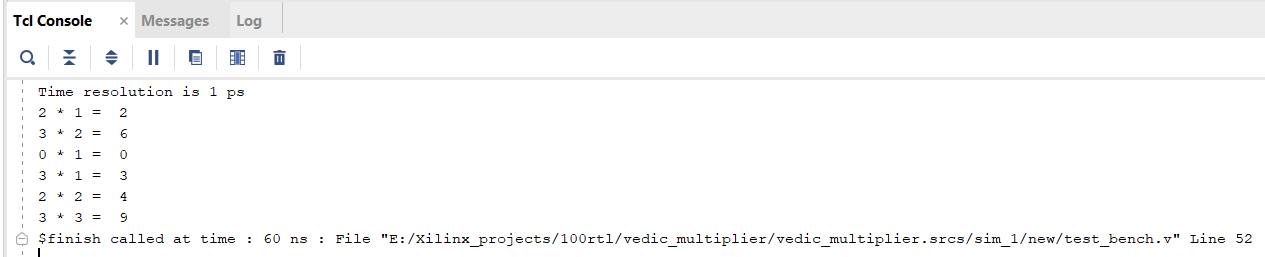 Tcl Console × Messages Log
Time resolution is 1 ps
2 * 1 =  2
3 * 2 =  6
0 * 1 =  0
3 * 1 =  3
2 * 2 =  4
3 * 3 =  9
$finish called at time : 60 ns : File "E:/Xilinx_projects/100rtl/vedic_multiplier/vedic_multiplier.srcs/sim_1/new/test_bench.v" Line 52